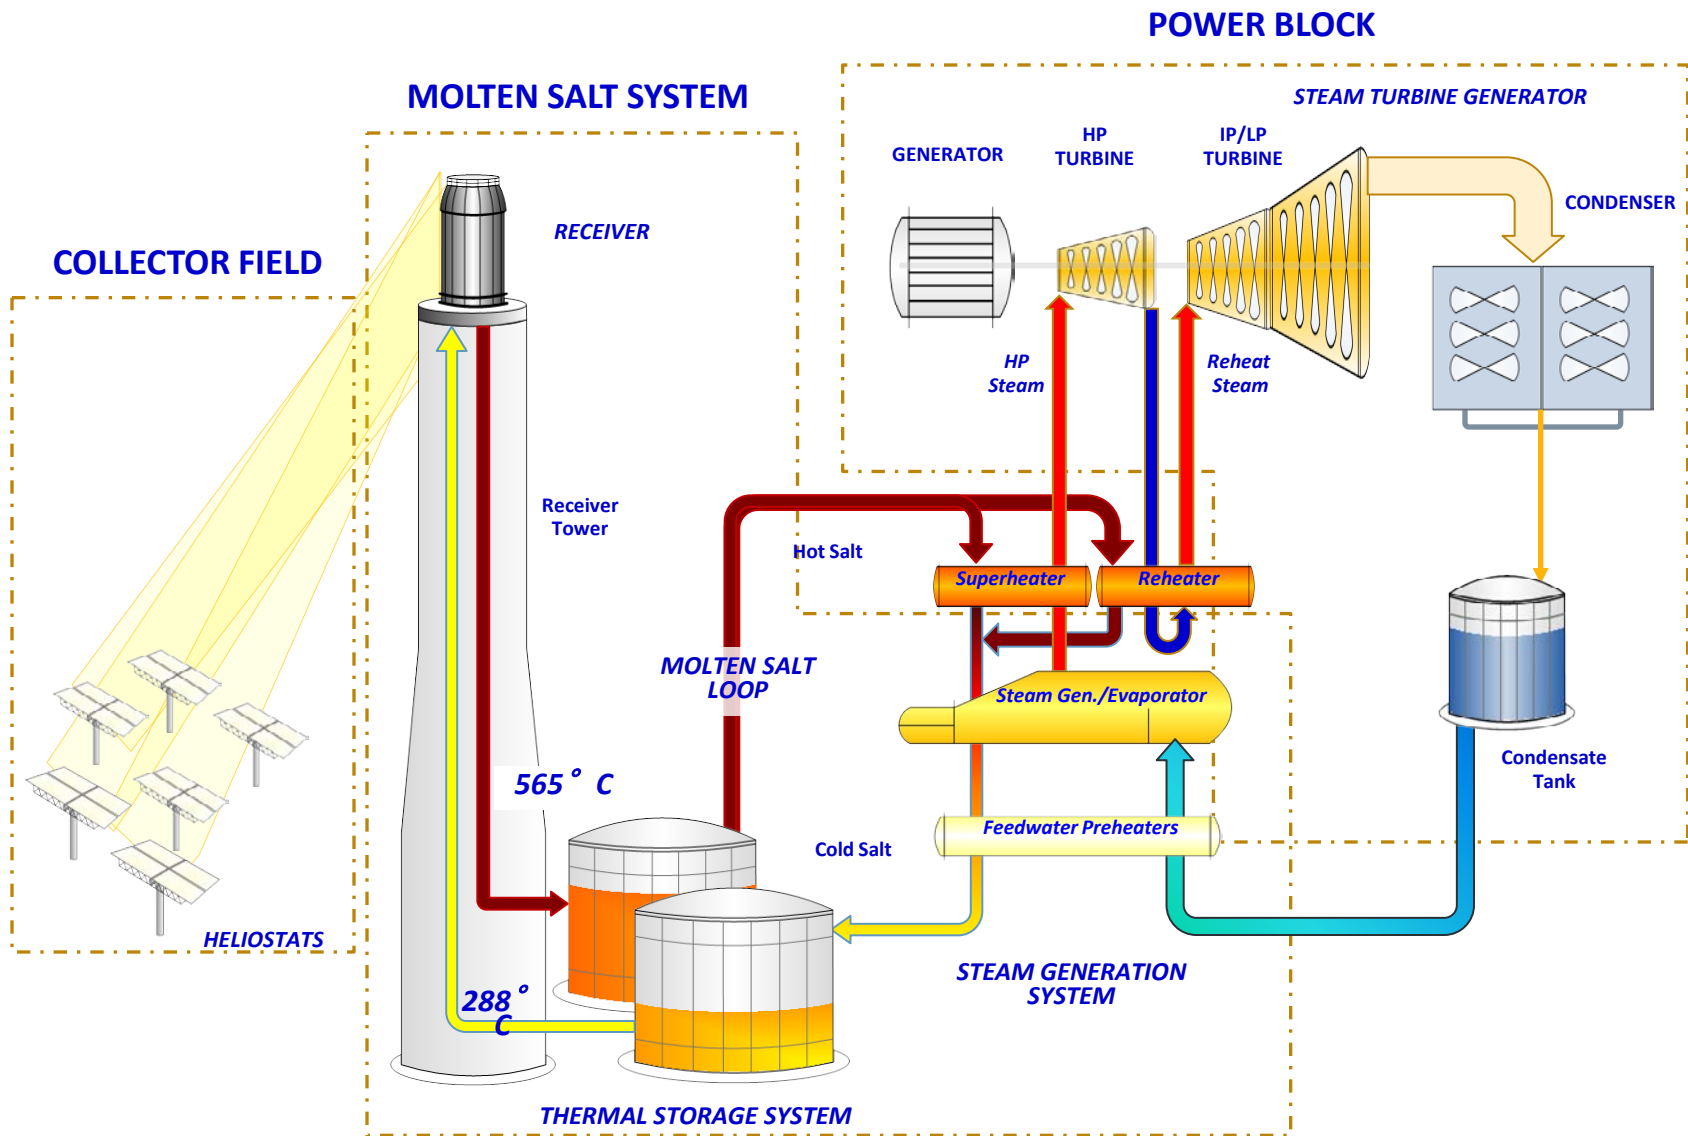 POWER BLOCK
MOLTEN SALT SYSTEM
STEAM TURBINE GENERATOR
GENERATOR
HP
TURBINE
IP/LP
TURBINE
CONDENSER
RECEIVER
COLLECTOR FIELD
HP
Steam
Reheat
Steam
Receiver
Tower
Hot Salt
Superheater
Reheater
MOLTEN SALT
LOOP
Steam Gen./Evaporator
565° C
Condensate
Tank
Feedwater Preheaters
Cold Salt
HELIOSTATS
STEAM GENERATION
SYSTEM
288°
C
THERMAL STORAGE SYSTEM